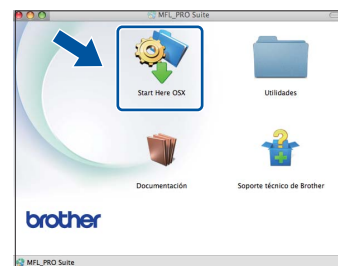 MFL_PRO Suite
Start Here OSX
Utilidades
Documentación
Soporte técnico de Brother
brother
MFL_PRO Suite